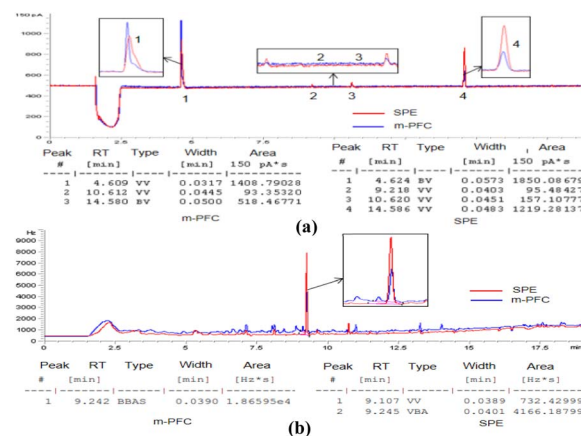 150 pA
1000
800
600
400
200
0
1
2 3
4
1
2
3
4
SPE
m-PFC
0
2.5
7.5
10
12.5
15
17.5
Peak RT Type Width Area
# [min] [min] 150 pA*s
1 4.609 VV 0.0317 1408.79028
2 10.612 VV 0.0445 93.35320
3 14.580 BV 0.0500 518.46771
m-PFC
Peak RT Type Width Area
# [min] [min] 150 pA*s
1 4.624 BV 0.0573 1850.08679
2 9.218 VV 0.0403 95.48427
3 10.620 VV 0.0451 157.10777
4 14.586 VV 0.0483 1219.28137
SPE
(a)
Hz
9000
8000
7000
6000
5000
4000
3000
2000
1000
0
SPE
m-PFC
0
2.5
5
7.5
10
12.5
15
17.5
min
Peak RT Type Width Area
# [min] [min] [Hz*s]
1 9.242 BBAS 0.0390 1.86595e4
m-PFC
Peak RT Type Width Area
# [min] [min] [Hz*s]
1 9.107 VV 0.0389 732.42999
2 9.245 VBA 0.0401 4166.18799
SPE
(b)